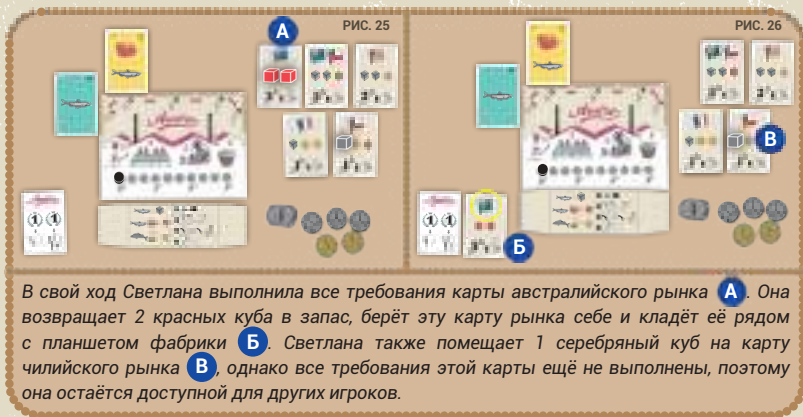 А
РИС. 25
РИС. 26
В
Б
В свой ход Светлана выполнила все требования карты австралийского рынка А. Она
возвращает 2 красных куба в запас, берёт эту карту рынка себе и кладёт её рядом
с планшетом фабрики Б. Светлана также помещает 1 серебряный куб на карту
чилийского рынка В, однако все требования этой карты ещё не выполнены, поэтому
она остаётся доступной для других игроков.